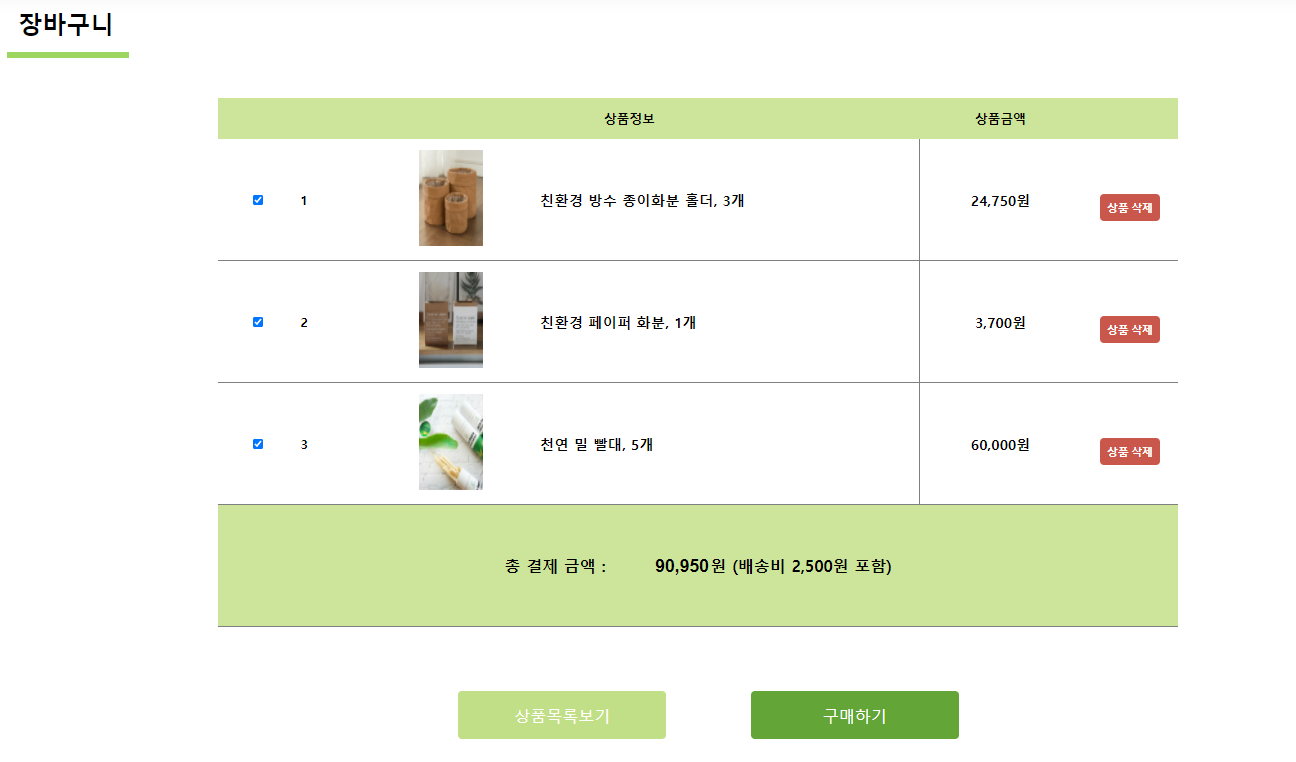 장바구니
상품정보 상품금액
1 친환경 방수 종이화분 홀더, 3개 24,750원 상품 삭제
2 친환경 페이퍼 화분, 1개 3,700원 상품 삭제
3 천연 밀 빨대, 5개 60,000원 상품 삭제
총 결제 금액 : 90,950원 (배송비 2,500원 포함)
상품목록보기 구매하기